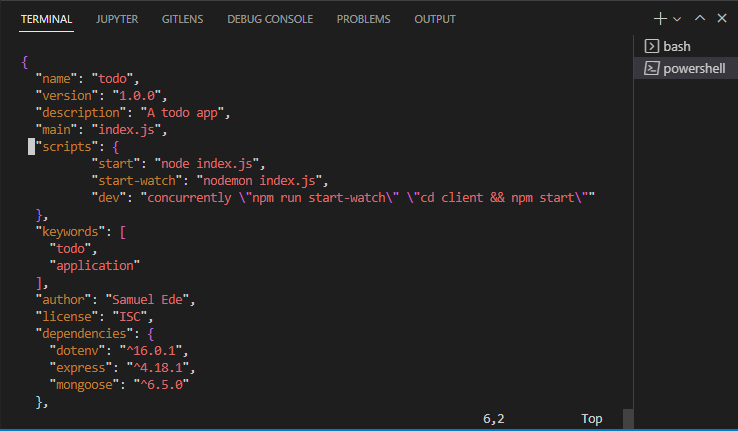 TERMINAL JUPYTER GITLENS DEBUG CONSOLE PROBLEMS OUTPUT
bash
powershell
{
  "name": "todo",
  "version": "1.0.0",
  "description": "A todo app",
  "main": "index.js",
  "scripts": {
          "start": "node index.js",
          "start-watch": "nodemon index.js",
          "dev": "concurrently \"npm run start-watch\" \"cd client && npm start\""
  },
  "keywords": [
    "todo",
    "application"
  ],
  "author": "Samuel Ede",
  "license": "ISC",
  "dependencies": {
    "dotenv": "^16.0.1",
    "express": "^4.18.1",
    "mongoose": "^6.5.0"
  },
6,2 Top